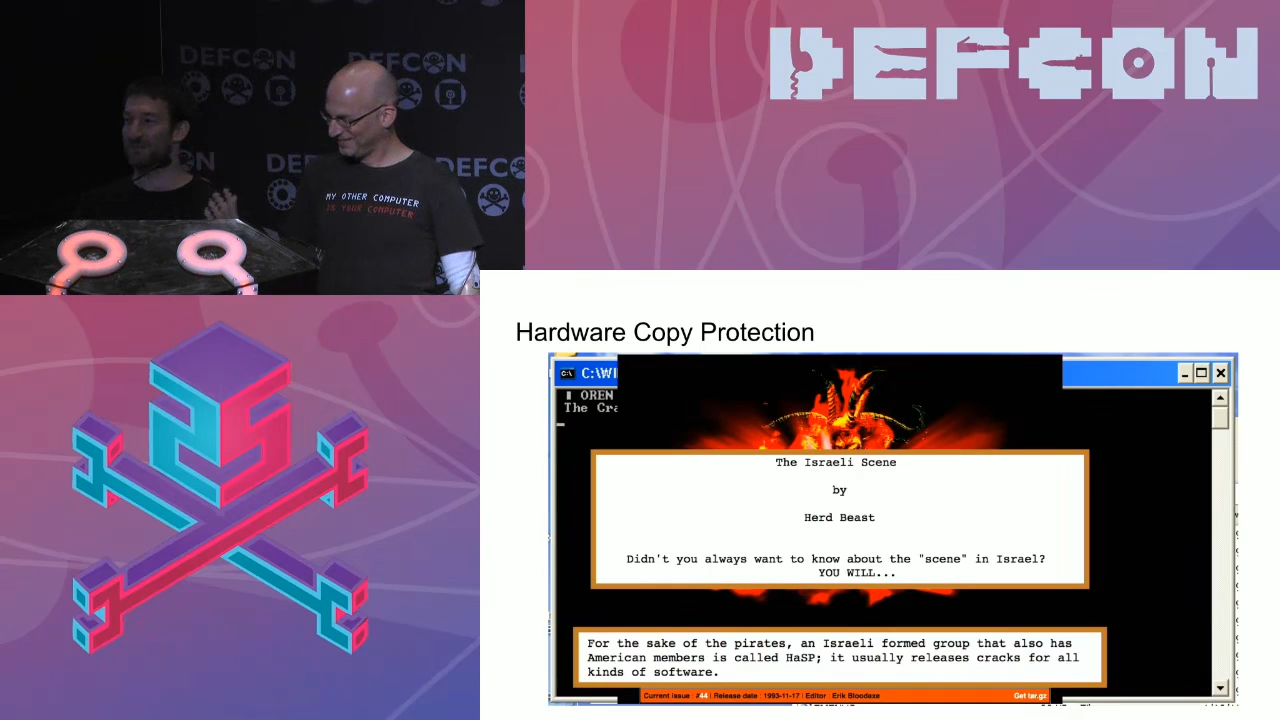 DEFCON
DEFCON
DEFCON
DEFC
MY OTHER COMPUTER
IS YOUR COMPUTER
Hardware Copy Protection
C:\WI
OREN
The Cra
The Israeli Scene
by
Herd Beast
Didn't you always want to know about the "scene" in Israel?
YOU WILL...
For the sake of the pirates, an Israeli formed group that also has
American members is called HaSP; it usually releases cracks for all
kinds of software.
Current issue : #44 | Release date : 1993-11-17 | Editor : Erik Bloodaxe
Get tar.gz